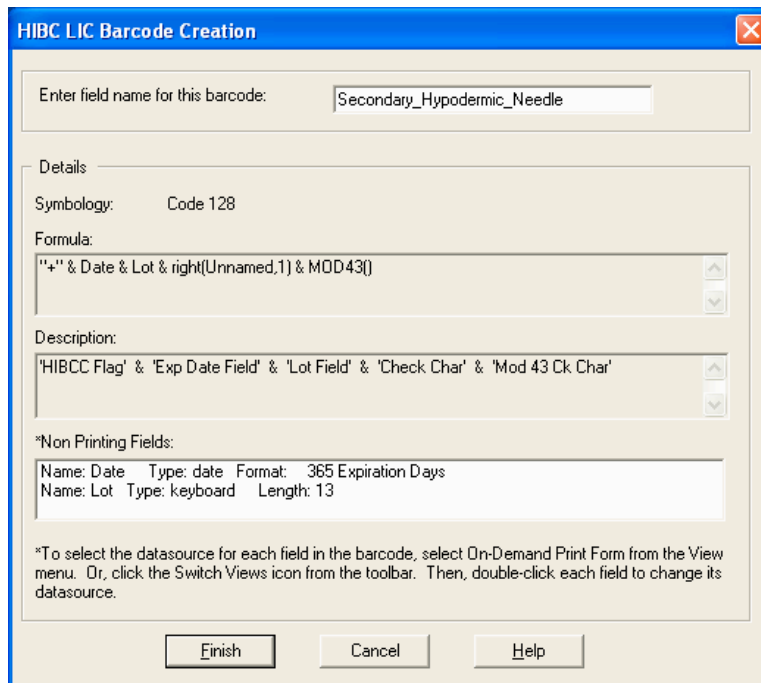 HIBC LIC Barcode Creation
Enter field name for this barcode: Secondary_Hypodermic_Needle
Details
Symbology: Code 128
Formula:
"+" & Date & Lot & right(Unnamed,1) & MOD43()
Description:
'HIBCC Flag' & 'Exp Date Field' & 'Lot Field' & 'Check Char' & 'Mod 43 Ck Char'
*Non Printing Fields:
Name: Date Type: date Format: 365 Expiration Days
Name: Lot Type: keyboard Length: 13
*To select the datasource for each field in the barcode, select On-Demand Print Form from the View
menu. Or, click the Switch Views icon from the toolbar. Then, double-click each field to change its
datasource.
Finish Cancel Help